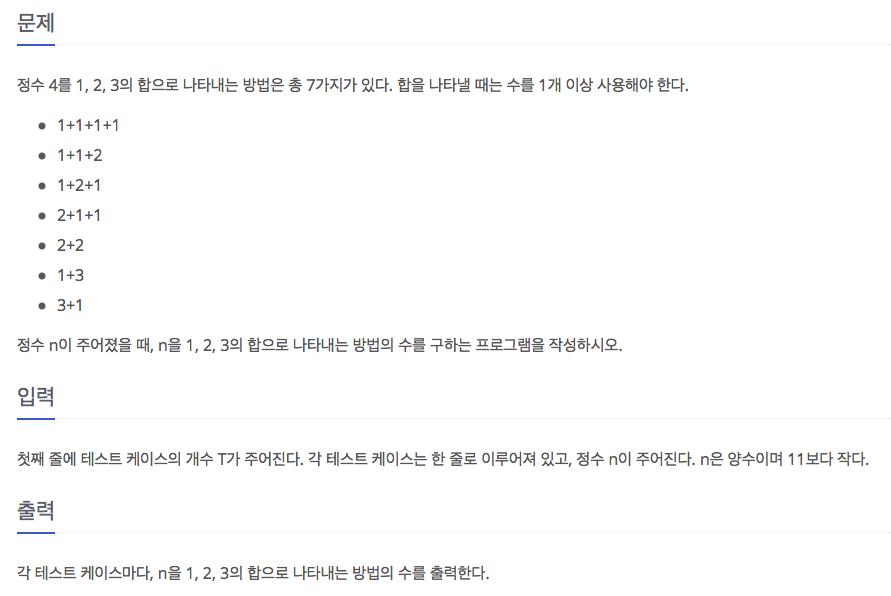 문제
정수 4를 1, 2, 3의 합으로 나타내는 방법은 총 7가지가 있다. 합을 나타낼 때는 수를 1개 이상 사용해야 한다.
1+1+1+1
1+1+2
1+2+1
2+1+1
2+2
1+3
3+1
정수 n이 주어졌을 때, n을 1, 2, 3의 합으로 나타내는 방법의 수를 구하는 프로그램을 작성하시오.
입력
첫째 줄에 테스트 케이스의 개수 T가 주어진다. 각 테스트 케이스는 한 줄로 이루어져 있고, 정수 n이 주어진다. n은 양수이며 11보다 작다.
출력
각 테스트 케이스마다, n을 1, 2, 3의 합으로 나타내는 방법의 수를 출력한다.